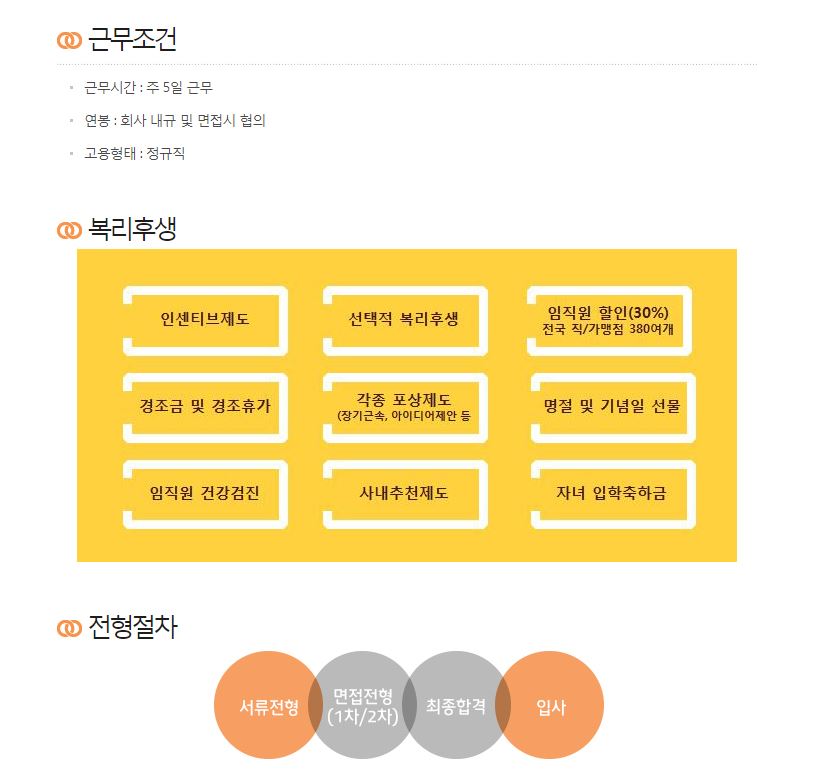 근무조건
근무시간 : 주 5일 근무
연봉 : 회사 내규 및 면접시 협의
고용형태 : 정규직
복리후생
인센티브제도
선택적 복리후생
임직원 할인(30%)
전국 직/가맹점 380여개
경조금 및 경조휴가
각종 포상제도
(장기근속, 아이디어제안 등
명절 및 기념일 선물
임직원 건강검진
사내추천제도
자녀 입학축하금
전형절차
서류전형
면접전형
(1차/2차)
최종합격
입사